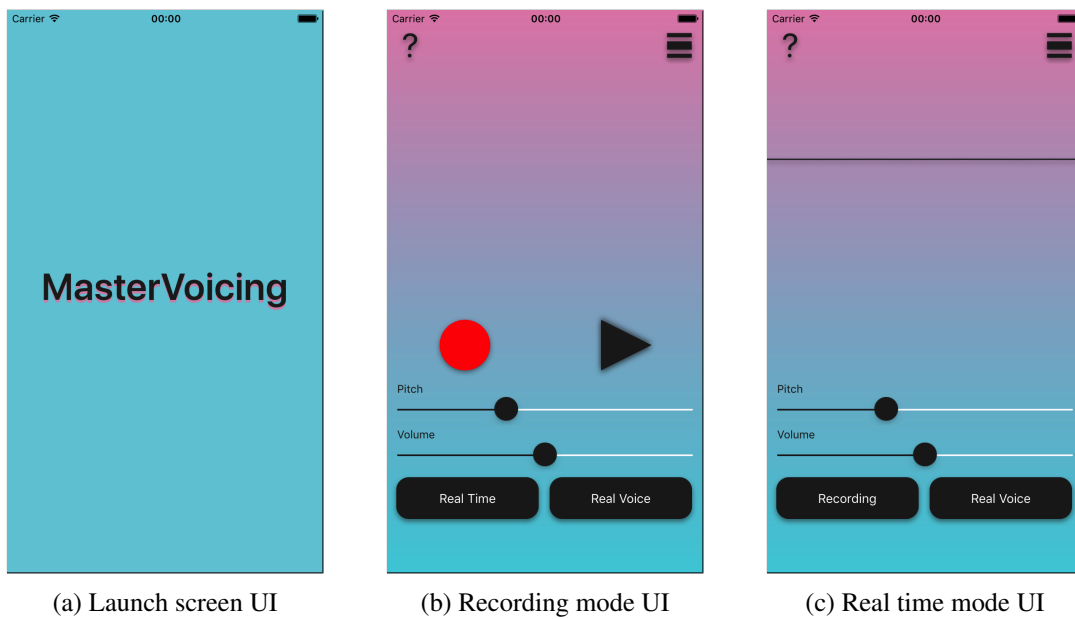 Carrier 00:00
MasterVoicing
(a) Launch screen UI
Carrier 00:00
?
Pitch
Volume
Real Time Real Voice
(b) Recording mode UI
Carrier 00:00
?
Pitch
Volume
Recording Real Voice
(c) Real time mode UI